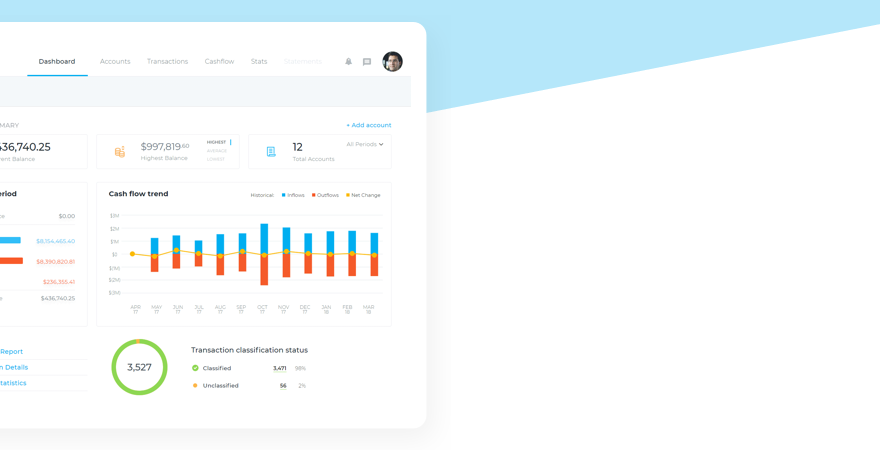 Dashboard Accounts Transactions Cashflow Stats Statements
MARY + Add account
436,740.25 $997,819.60 HIGHEST 12 All Periods
rent Balance Highest Balance AVERAGE Total Accounts
LOWEST
eriod Cash flow trend Historical: Inflows Outflows Net Change
ce $0.00
$8,154,465.40
$8,390,820.81
$236,355.41
e $436,740.25
$3M
$2M
$1M
$0
$(1M)
$(2M)
$(3M)
APR MAY JUN JUL AUG SEP OCT NOV DEC JAN FEB MAR
17 17 17 17 17 17 17 17 17 18 18 18
Report
n Details
tatistics
3,527
Transaction classification status
Classified 3,471 98%
Unclassified 56 2%